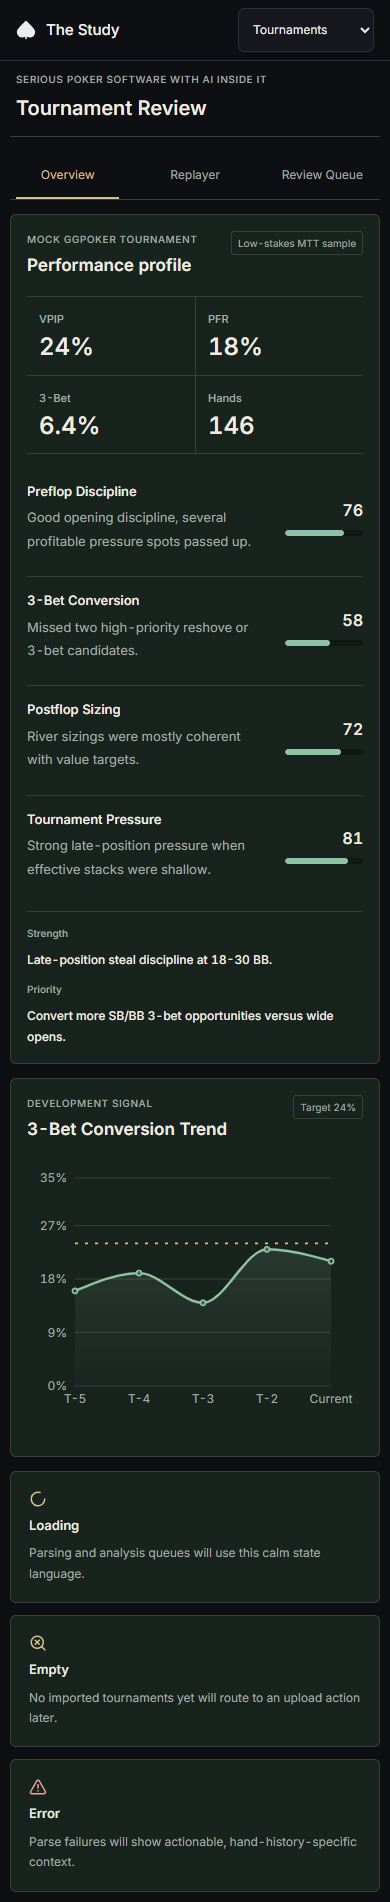 The Study
Tournaments
SERIOUS POKER SOFTWARE WITH AI INSIDE IT
Tournament Review
Overview
Replayer
Review Queue
MOCK GGPOKER TOURNAMENT
Low-stakes MTT sample
Performance profile
VPIP
24%
PFR
18%
3-Bet
6.4%
Hands
146
Preflop Discipline
Good opening discipline, several
profitable pressure spots passed up.
76
3-Bet Conversion
Missed two high-priority reshove or
3-bet candidates.
58
Postflop Sizing
River sizings were mostly coherent
with value targets.
72
Tournament Pressure
Strong late-position pressure when
effective stacks were shallow.
81
Strength
Late-position steal discipline at 18-30 BB.
Priority
Convert more SB/BB 3-bet opportunities versus wide
opens.
DEVELOPMENT SIGNAL
Target 24%
3-Bet Conversion Trend
35%
27%
18%
9%
0%
T-5
T-4
T-3
T-2
Current
Loading
Parsing and analysis queues will use this calm state
language.
Empty
No imported tournaments yet will route to an upload action
later.
Error
Parse failures will show actionable, hand-history-specific
context.